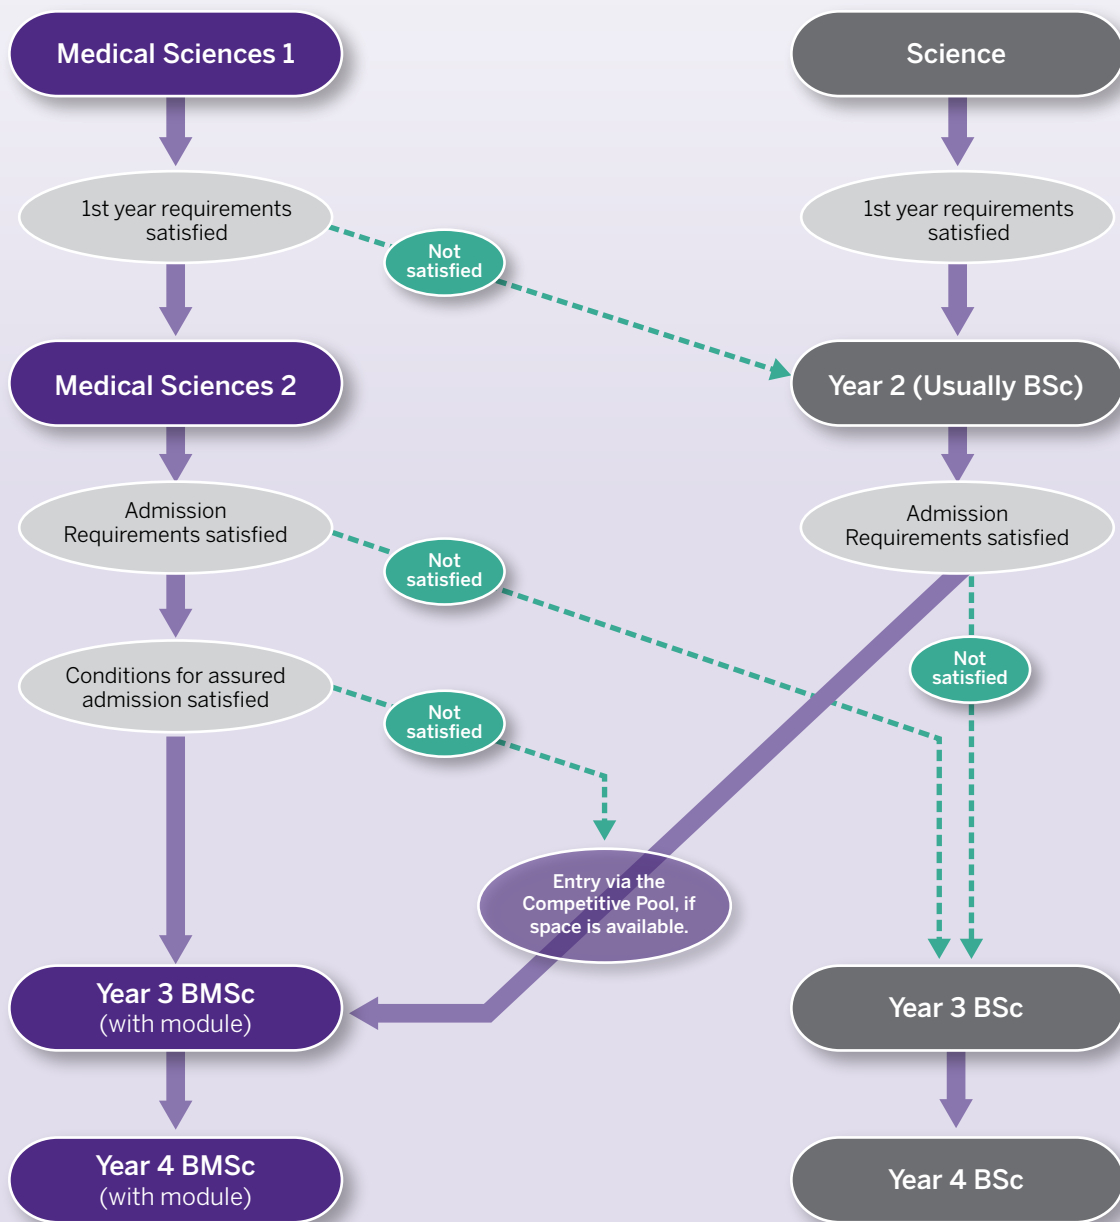 Medical Sciences 1
Science
1st year requirements
satisfied
1st year requirements
satisfied
Not
satisfied
Medical Sciences 2
Year 2 (Usually BSc)
Admission
Requirements satisfied
Admission
Requirements satisfied
Not
satisfied
Conditions for assured
admission satisfied
Not
satisfied
Not
satisfied
Entry via the
Competitive Pool, if
space is available.
Year 3 BMSc
(with module)
Year 3 BSc
Year 4 BMSc
(with module)
Year 4 BSc